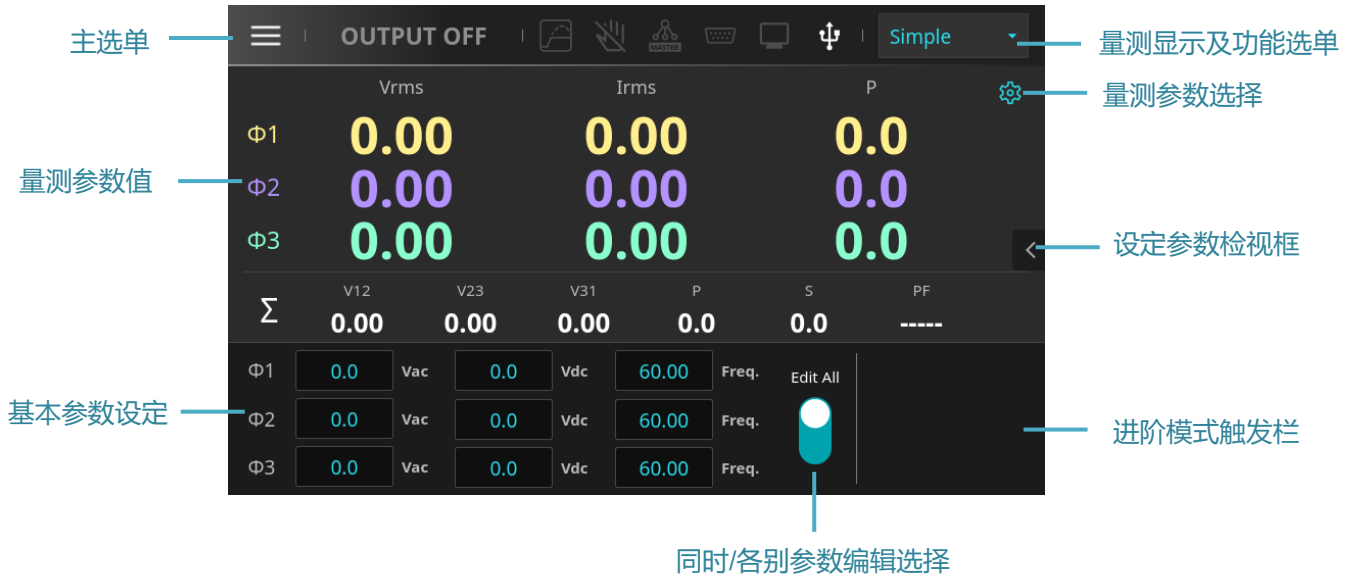 主选单
OUTPUT OFF
MASTER
Simple
量测显示及功能选单
Vrms Irms P
量测参数选择
Φ1 0.00 0.00 0.0
量测参数值
Φ2 0.00 0.00 0.0
Φ3 0.00 0.00 0.0
设定参数检视框
V12 V23 V31 P S PF
Σ 0.00 0.00 0.00 0.0 0.0 -----
Φ1 0.0 Vac 0.0 Vdc 60.00 Freq.
Edit All
基本参数设定
Φ2 0.0 Vac 0.0 Vdc 60.00 Freq.
进阶模式触发栏
Φ3 0.0 Vac 0.0 Vdc 60.00 Freq.
同时/各别参数编辑选择